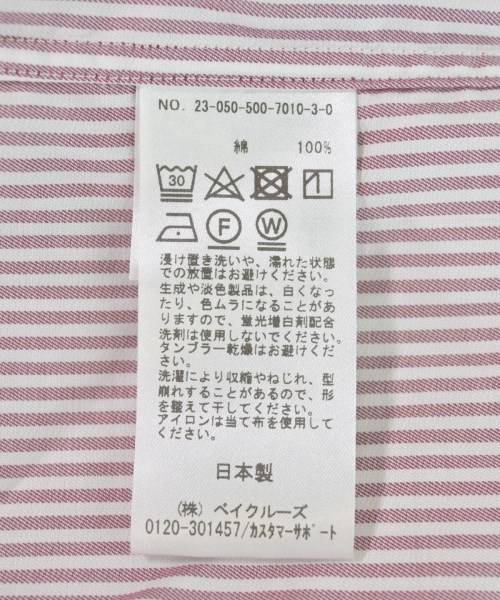 NO. 23-050-500-7010-3-0
綿 100%
30
F W
浸け置き洗いや、濡れた状態
での放置はお避けください。
生成や淡色製品は、白くなっ
たり、色ムラになることがあ
りますので、蛍光増白剤配合
洗剤は使用しないでください。
タンブラー乾燥はお避けくだ
さい。
洗濯により収縮やねじれ、型
崩れすることがあるので、形
を整えて干してください。
アイロンは当て布を使用して
ください。
日本製
(株) ベイクルーズ
0120-301457/ｶｽﾀﾏｰｻﾎﾟｰﾄ